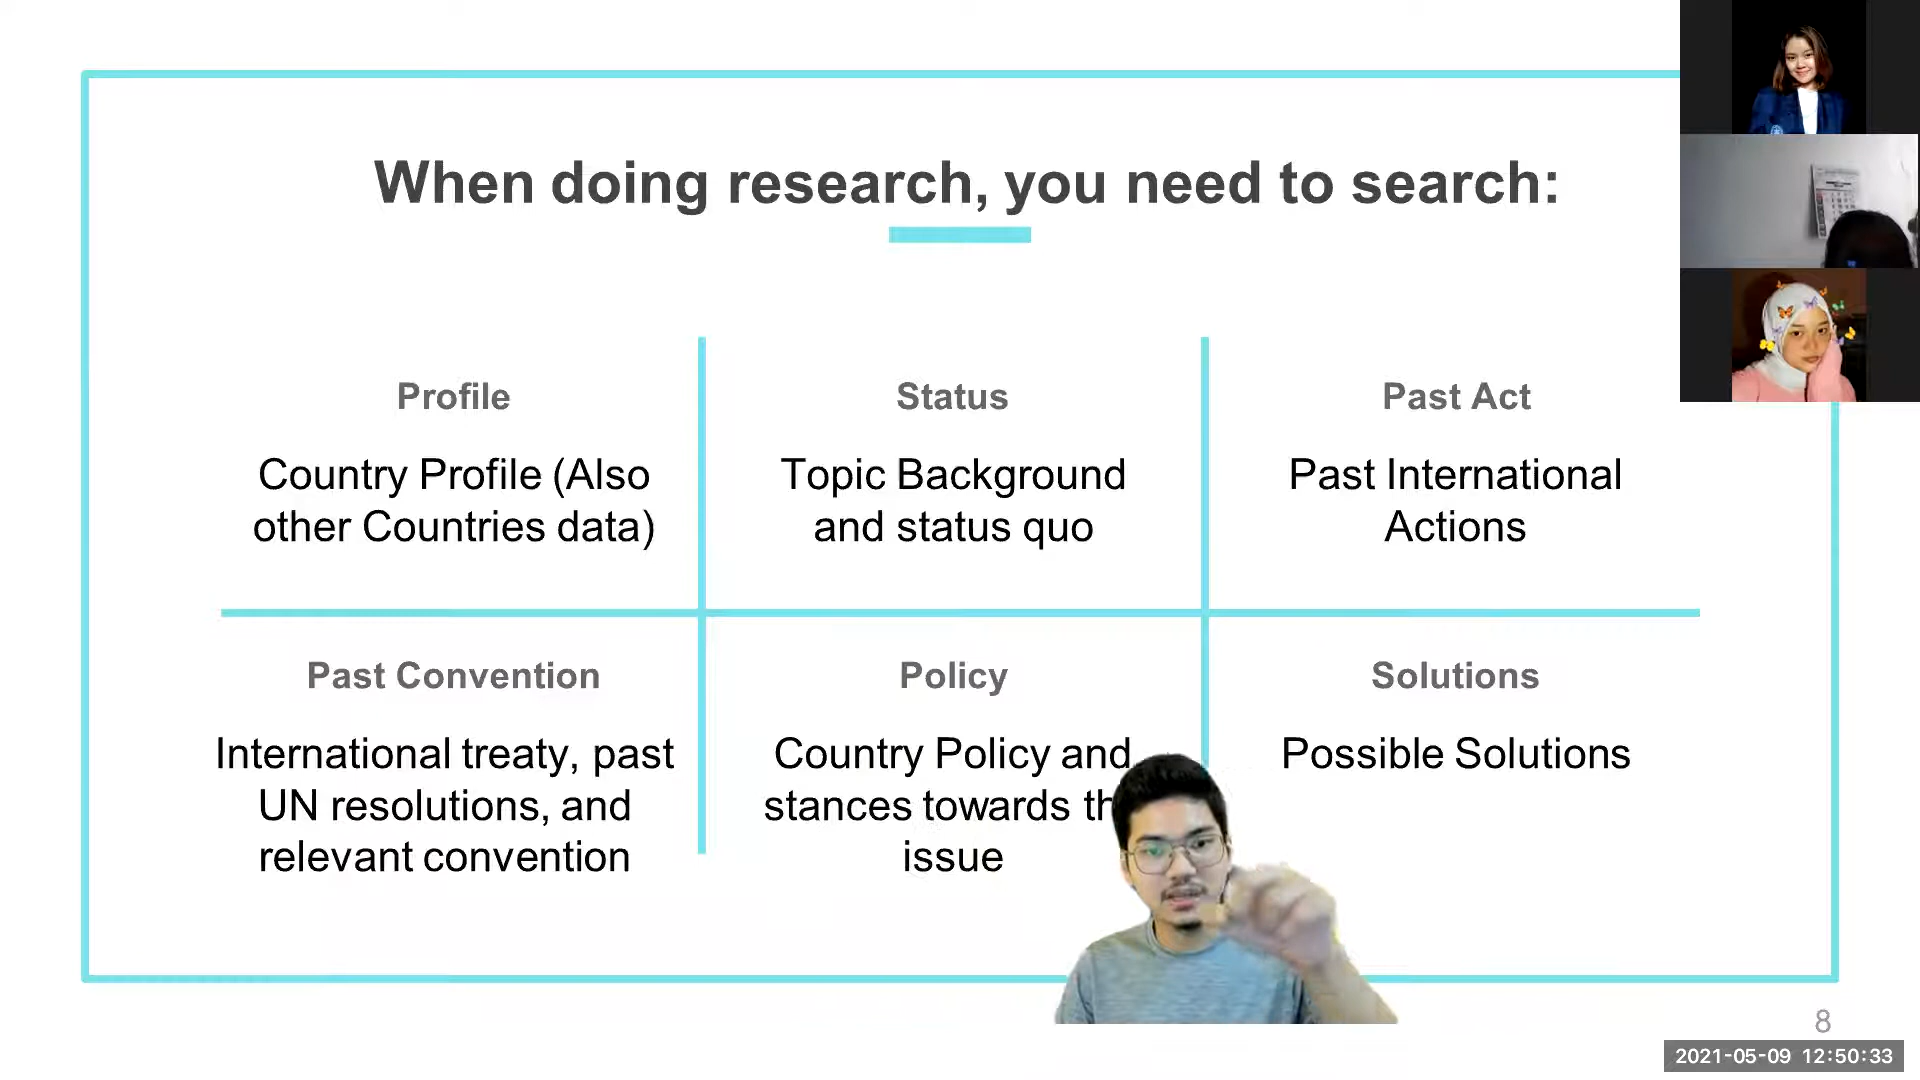 When doing research, you need to search:
Profile
Country Profile (Also
other Countries data)
Status
Topic Background
and status quo
Past Act
Past International
Actions
Past Convention
International treaty, past
UN resolutions, and
relevant convention
Policy
Country Policy and
stances towards
issue
Solutions
Possible Solutions
8
2021-05-09 12:50:33